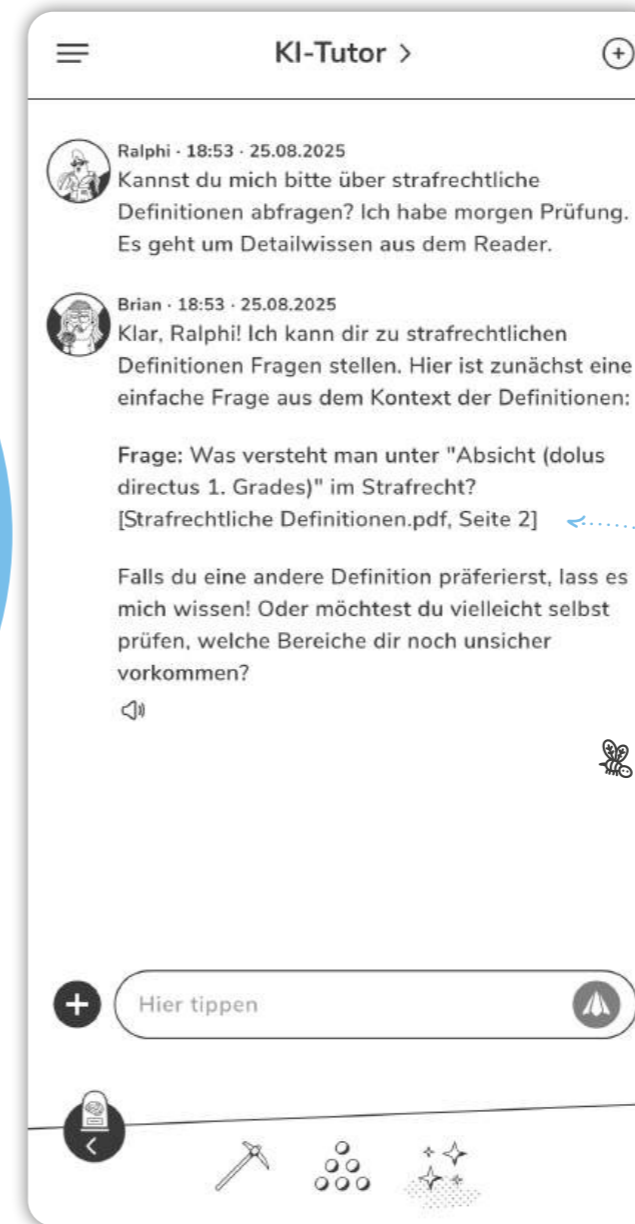 KI-Tutor >
Ralphi · 18:53 · 25.08.2025
Kannst du mich bitte über strafrechtliche
Definitionen abfragen? Ich habe morgen Prüfung.
Es geht um Detailwissen aus dem Reader.
Brian · 18:53 · 25.08.2025
Klar, Ralphi! Ich kann dir zu strafrechtlichen
Definitionen Fragen stellen. Hier ist zunächst eine
einfache Frage aus dem Kontext der Definitionen:
Frage: Was versteht man unter "Absicht (dolus
directus 1. Grades)" im Strafrecht?
[Strafrechtliche Definitionen.pdf, Seite 2]
Falls du eine andere Definition präferierst, lass es
mich wissen! Oder möchtest du vielleicht selbst
prüfen, welche Bereiche dir noch unsicher
vorkommen?
Hier tippen